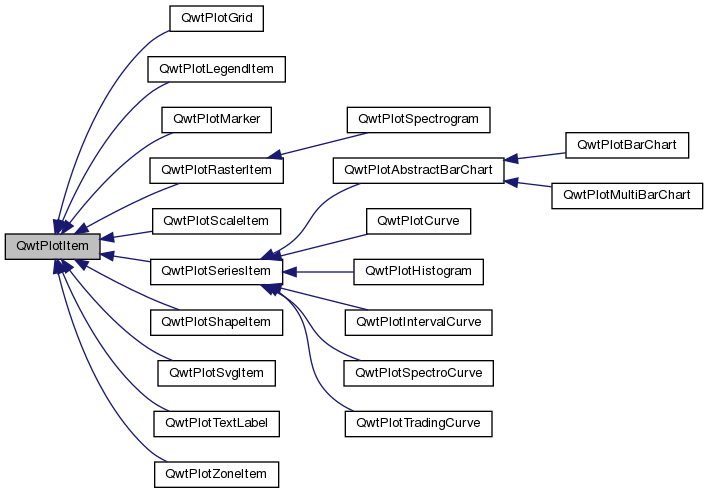 QwtPlotGrid
QwtPlotLegendItem
QwtPlotMarker
QwtPlotSpectrogram
QwtPlotBarChart
QwtPlotRasterItem
QwtPlotAbstractBarChart
QwtPlotMultiBarChart
QwtPlotScaleItem
QwtPlotCurve
QwtPlotItem
QwtPlotSeriesItem
QwtPlotHistogram
QwtPlotShapeItem
QwtPlotIntervalCurve
QwtPlotSvgItem
QwtPlotSpectroCurve
QwtPlotTextLabel
QwtPlotTradingCurve
QwtPlotZoneItem